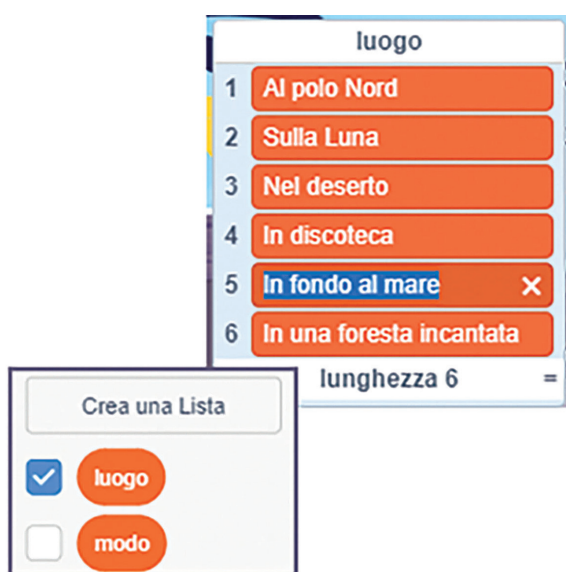 luogo
1 Al polo Nord
2 Sulla Luna
3 Nel deserto
4 In discoteca
5 In fondo al mare ×
6 In una foresta incantata
lunghezza 6 =
Crea una Lista
luogo
modo